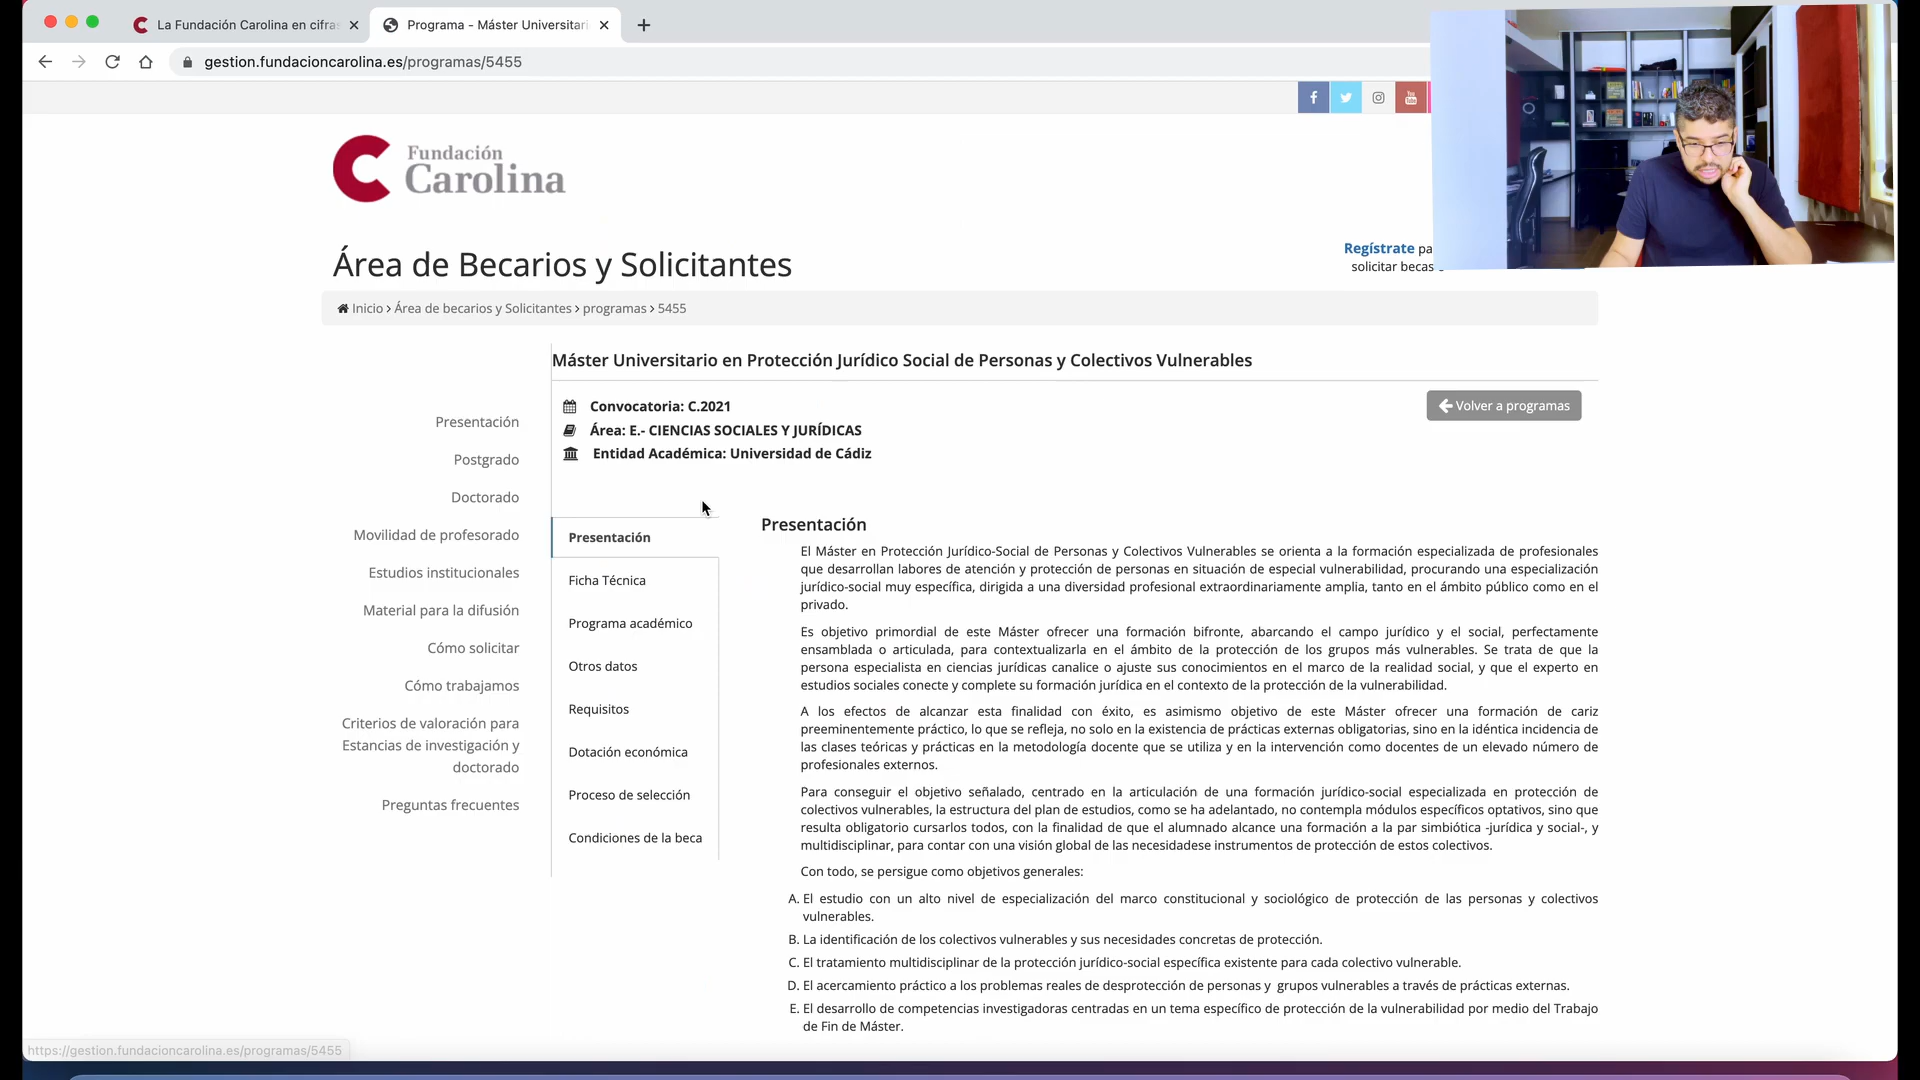 La Fundación Carolina en cifra
Programa - Máster Universitari
gestion.fundacioncarolina.es/programas/5455
Fundación
Carolina
Área de Becarios y Solicitantes
Regístrate pa
solicitar becas
Inicio > Área de becarios y Solicitantes > programas > 5455
Máster Universitario en Protección Jurídico Social de Personas y Colectivos Vulnerables
Convocatoria: C.2021
Área: E.- CIENCIAS SOCIALES Y JURÍDICAS
Entidad Académica: Universidad de Cádiz
Volver a programas
Presentación
Postgrado
Doctorado
Movilidad de profesorado
Estudios institucionales
Material para la difusión
Cómo solicitar
Cómo trabajamos
Criterios de valoración para
Estancias de investigación y
doctorado
Preguntas frecuentes
Presentación
Ficha Técnica
Programa académico
Otros datos
Requisitos
Dotación económica
Proceso de selección
Condiciones de la beca
Presentación
El Máster en Protección Jurídico-Social de Personas y Colectivos Vulnerables se orienta a la formación especializada de profesionales
que desarrollan labores de atención y protección de personas en situación de especial vulnerabilidad, procurando una especialización
jurídico-social muy específica, dirigida a una diversidad profesional extraordinariamente amplia, tanto en el ámbito público como en el
privado.
Es objetivo primordial de este Máster ofrecer una formación bifronte, abarcando el campo jurídico y el social, perfectamente
ensamblada o articulada, para contextualizarla en el ámbito de la protección de los grupos más vulnerables. Se trata de que la
persona especialista en ciencias jurídicas canalice o ajuste sus conocimientos en el marco de la realidad social, y que el experto en
estudios sociales conecte y complete su formación jurídica en el contexto de la protección de la vulnerabilidad.
A los efectos de alcanzar esta finalidad con éxito, es asimismo objetivo de este Máster ofrecer una formación de cariz
preeminentemente práctico, lo que se refleja, no solo en la existencia de prácticas externas obligatorias, sino en la idéntica incidencia de
las clases teóricas y prácticas en la metodología docente que se utiliza y en la intervención como docentes de un elevado número de
profesionales externos.
Para conseguir el objetivo señalado, centrado en la articulación de una formación jurídico-social especializada en protección de
colectivos vulnerables, la estructura del plan de estudios, como se ha adelantado, no contempla módulos específicos optativos, sino que
resulta obligatorio cursarlos todos, con la finalidad de que el alumnado alcance una formación a la par simbiótica -jurídica y social-, y
multidisciplinar, para contar con una visión global de las necesidadese instrumentos de protección de estos colectivos.
Con todo, se persigue como objetivos generales:
A. El estudio con un alto nivel de especialización del marco constitucional y sociológico de protección de las personas y colectivos
vulnerables.
B. La identificación de los colectivos vulnerables y sus necesidades concretas de protección.
C. El tratamiento multidisciplinar de la protección jurídico-social específica existente para cada colectivo vulnerable.
D. El acercamiento práctico a los problemas reales de desprotección de personas y grupos vulnerables a través de prácticas externas.
E. El desarrollo de competencias investigadoras centradas en un tema específico de protección de la vulnerabilidad por medio del Trabajo
de Fin de Máster.
https://gestion.fundacioncarolina.es/programas/5455